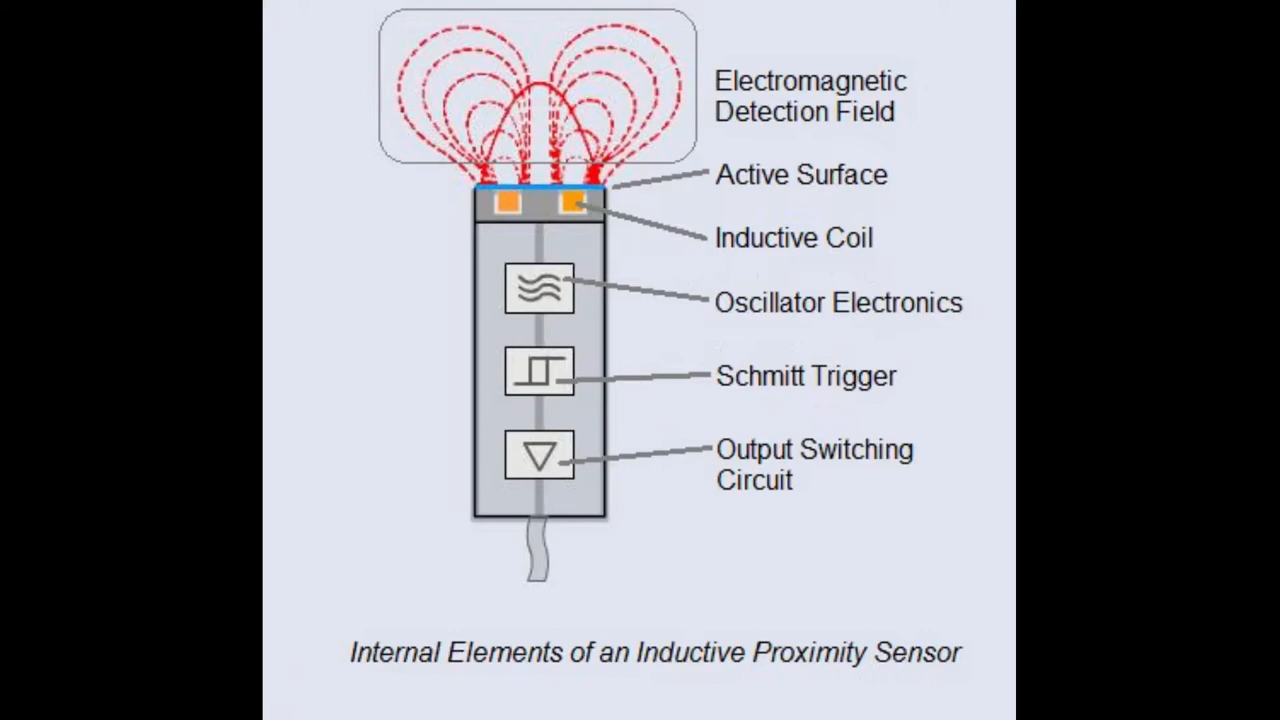 Electromagnetic
Detection Field
Active Surface
Inductive Coil
Oscillator Electronics
Schmitt Trigger
Output Switching
Circuit
Internal Elements of an Inductive Proximity Sensor